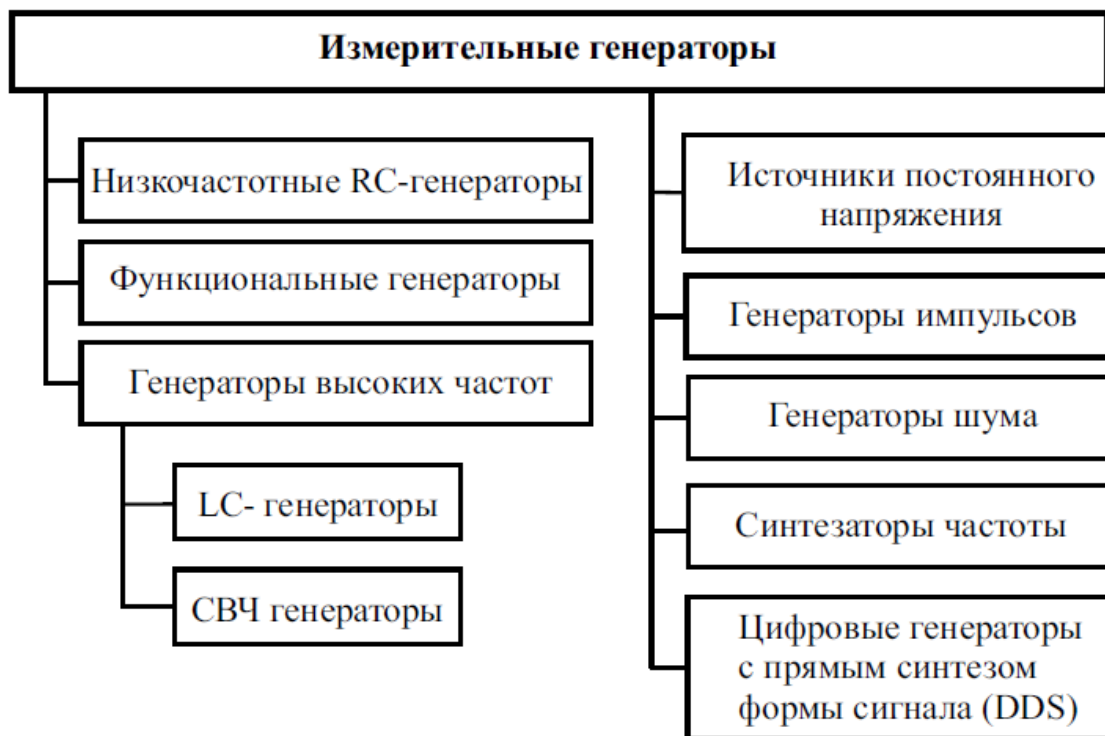 Измерительные генераторы
Низкочастотные RC-генераторы
Функциональные генераторы
Генераторы высоких частот
LC- генераторы
СВЧ генераторы
Источники постоянного
напряжения
Генераторы импульсов
Генераторы шума
Синтезаторы частоты
Цифровые генераторы
с прямым синтезом
формы сигнала (DDS)